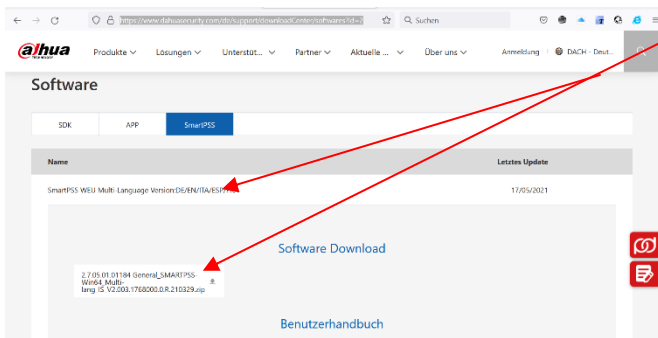 https://www.dahuasecurity.com/de/support/downloadCenter/softwares?id=2
Suchen
alhua
Produkte Lösungen Unterstüt... Partner Aktuelle ... Über uns Anmeldung DACH - Deut...
Software
SDK APP SmartPSS
Name Letztes Update
SmartPSS WEU Multi-Language Version:DE/EN/ITA/ESP/ 17/05/2021
Software Download
2.7.05.01.01184 General_SMARTPSS-
Win64_Multi-
lang_IS_V2.003.1768000.0.R.210329.zip
Benutzerhandbuch